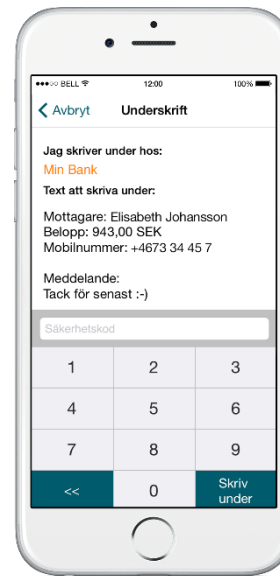 BELL 12:00 100%
Avbryt Underskrift
Jag skriver under hos:
Min Bank
Text att skriva under:
Mottagare: Elisabeth Johansson
Belopp: 943,00 SEK
Mobilnummer: +4673 34 45 7
Meddelande:
Tack för senast :-)
Säkerhetskod
1 2 3
4 5 6
7 8 9
<< 0 Skriv
under